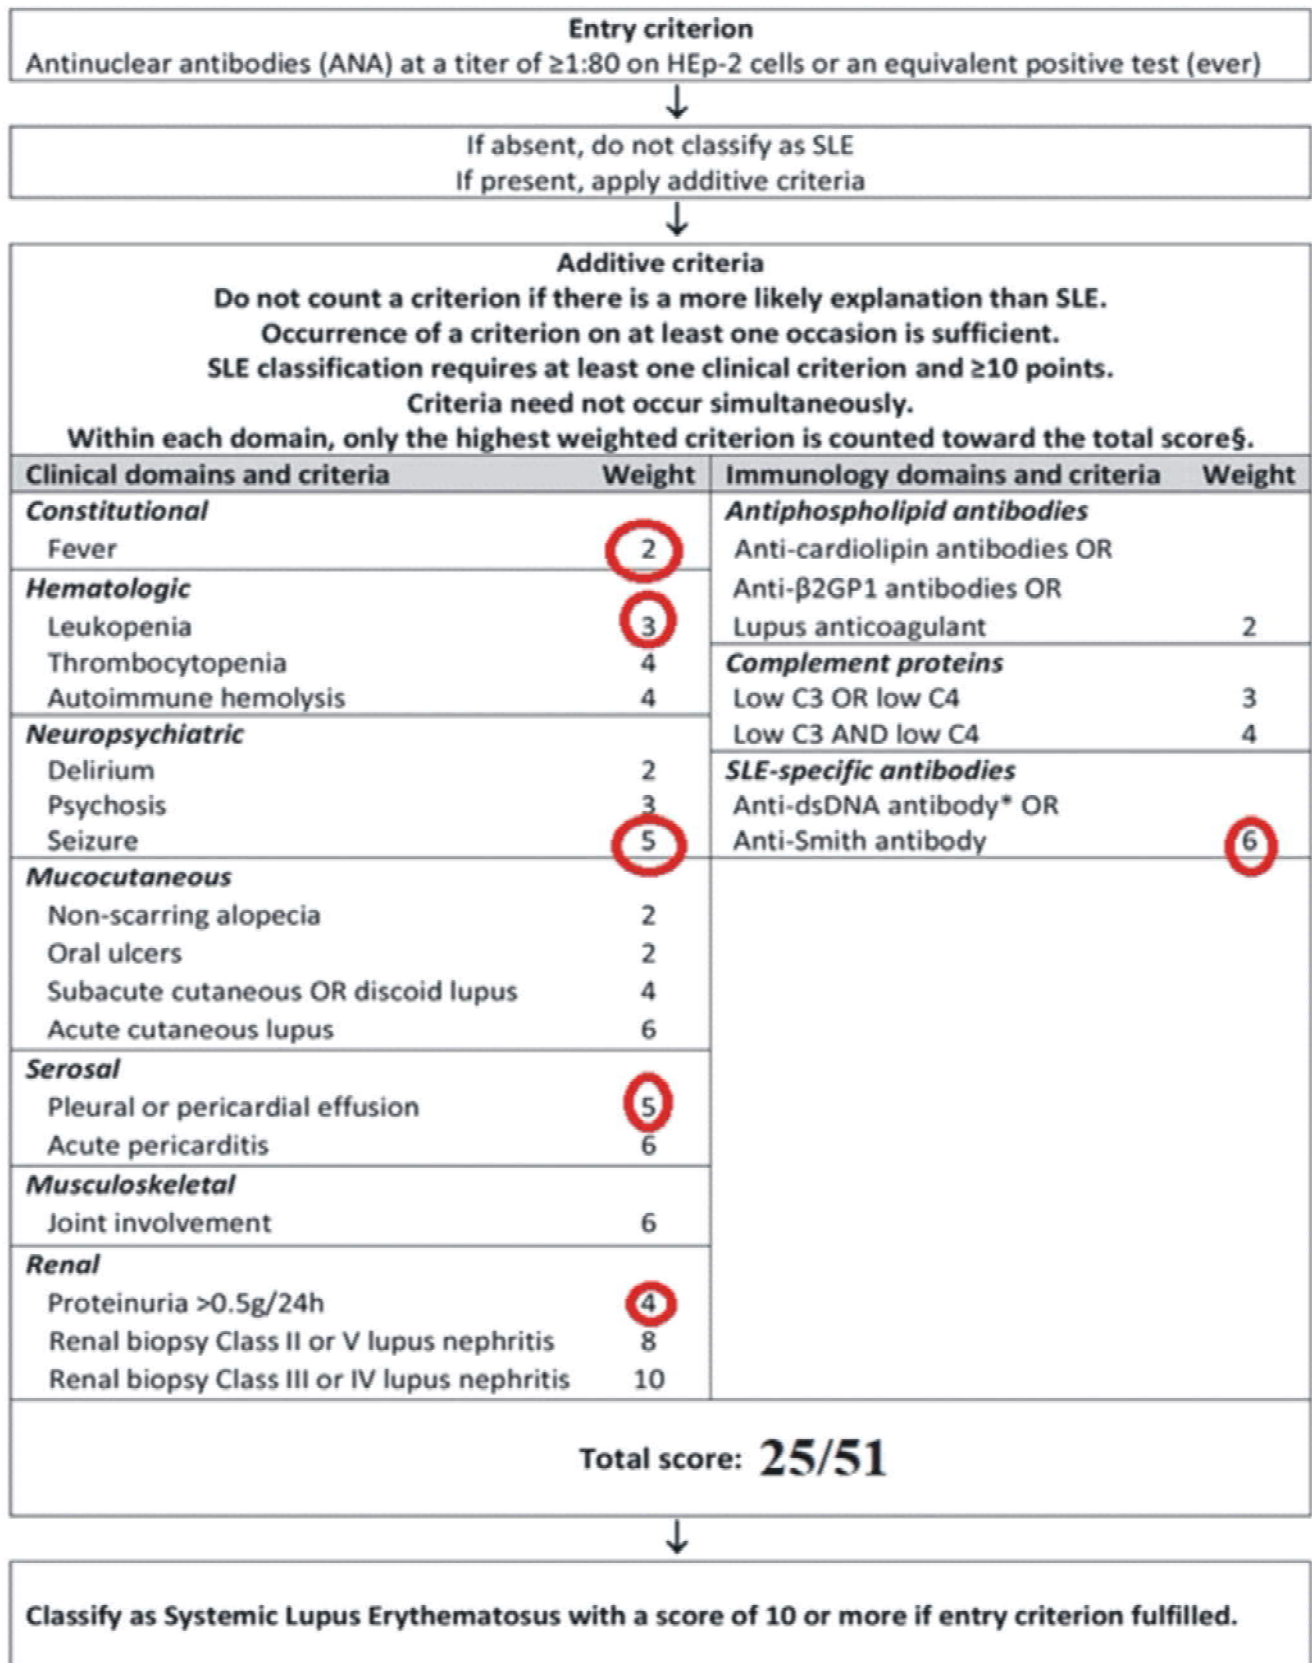 Entry criterion
Antinuclear antibodies (ANA) at a titer of ≥1:80 on HEp-2 cells or an equivalent positive test (ever)
↓
If absent, do not classify as SLE
If present, apply additive criteria
↓
Additive criteria
Do not count a criterion if there is a more likely explanation than SLE.
Occurrence of a criterion on at least one occasion is sufficient.
SLE classification requires at least one clinical criterion and ≥10 points.
Criteria need not occur simultaneously.
Within each domain, only the highest weighted criterion is counted toward the total score§.
Clinical domains and criteria Weight
Constitutional
Fever 2
Hematologic
Leukopenia 3
Thrombocytopenia 4
Autoimmune hemolysis 4
Neuropsychiatric
Delirium 2
Psychosis 3
Seizure 5
Mucocutaneous
Non-scarring alopecia 2
Oral ulcers 2
Subacute cutaneous OR discoid lupus 4
Acute cutaneous lupus 6
Serosal
Pleural or pericardial effusion 5
Acute pericarditis 6
Musculoskeletal
Joint involvement 6
Renal
Proteinuria >0.5g/24h 4
Renal biopsy Class II or V lupus nephritis 8
Renal biopsy Class III or IV lupus nephritis 10
Immunology domains and criteria Weight
Antiphospholipid antibodies
Anti-cardiolipin antibodies OR
Anti-β2GP1 antibodies OR
Lupus anticoagulant 2
Complement proteins
Low C3 OR low C4 3
Low C3 AND low C4 4
SLE-specific antibodies
Anti-dsDNA antibody* OR
Anti-Smith antibody 6
Total score: 25/51
↓
Classify as Systemic Lupus Erythematosus with a score of 10 or more if entry criterion fulfilled.